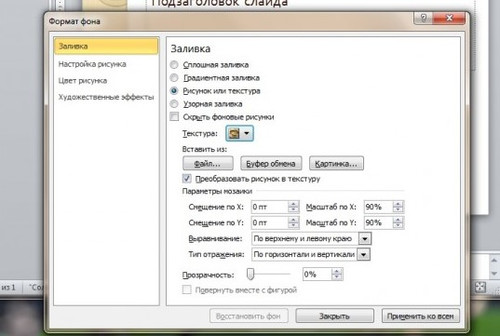 Подзаголовок слайда
Формат фона
Заливка
Настройка рисунка
Цвет рисунка
Художественные эффекты
Заливка
Сплошная заливка
Градиентная заливка
Рисунок или текстура
Узорная заливка
Скрыть фоновые рисунки
Текстура:
Вставить из:
Файл... Буфер обмена Картинка...
Преобразовать рисунок в текстуру
Параметры мозаики
Смещение по X: 0 пт Масштаб по X: 90%
Смещение по Y: 0 пт Масштаб по Y: 90%
Выравнивание: По верхнему и левому краю
Тип отражения: По горизонтали и вертикали
Прозрачность: 0%
Повернуть вместе с фигурой
Восстановить фон Закрыть Применить ко всем
из 1